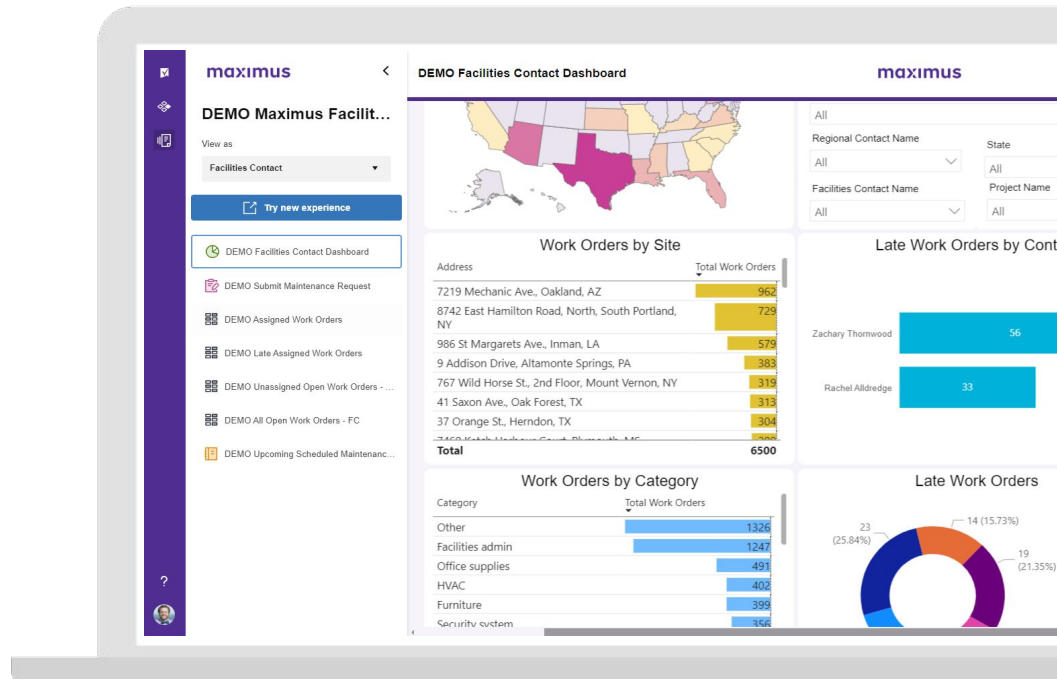 maximus
DEMO Maximus Facilit...
View as
Facilities Contact
Try new experience
DEMO Facilities Contact Dashboard
DEMO Submit Maintenance Request
DEMO Assigned Work Orders
DEMO Late Assigned Work Orders
DEMO Unassigned Open Work Orders - ...
DEMO All Open Work Orders - FC
DEMO Upcoming Scheduled Maintenanc...
?
DEMO Facilities Contact Dashboard
maximus
All
Regional Contact Name
All
State
All
Facilities Contact Name
All
Project Name
All
Work Orders by Site
Address Total Work Orders
7219 Mechanic Ave., Oakland, AZ 962
8742 East Hamilton Road, North, South Portland, 729
NY
986 St Margarets Ave., Inman, LA 579
9 Addison Drive, Altamonte Springs, PA 383
767 Wild Horse St., 2nd Floor, Mount Vernon, NY 319
41 Saxon Ave., Oak Forest, TX 313
37 Orange St., Herndon, TX 304
Total 6500
Late Work Orders by Cont
Zachary Thornwood 56
Rachel Alldredge 33
Work Orders by Category
Category Total Work Orders
Other 1326
Facilities admin 1247
Office supplies 491
HVAC 402
Furniture 399
Security system 356
Late Work Orders
14 (15.73%)
23
(25.84%)
19
(21.35%)